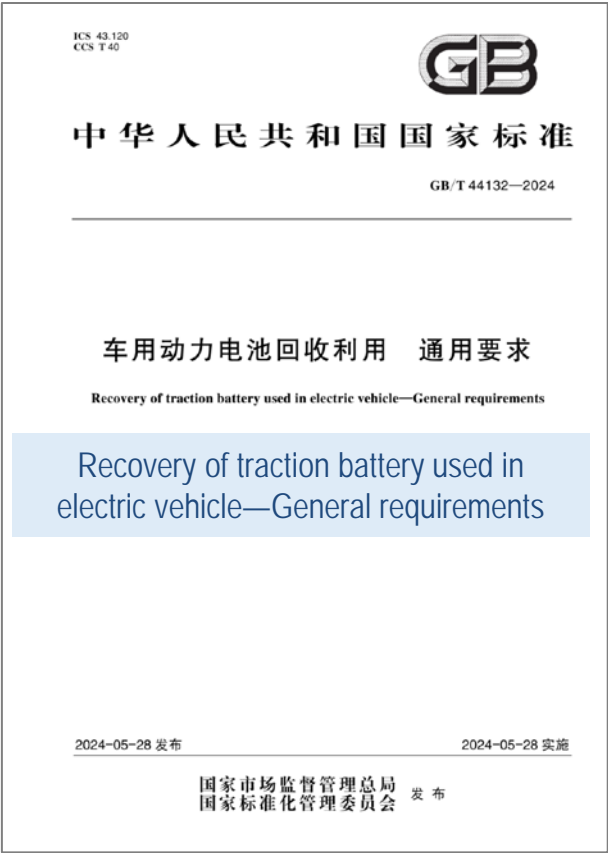 ICS 43.120
CCS T 40
GB
中华人民共和国国家标准
GB/T 44132—2024
车用动力电池回收利用 通用要求
Recovery of traction battery used in electric vehicle—General requirements
Recovery of traction battery used in
electric vehicle—General requirements
2024-05-28 发布
2024-05-28 实施
国家市场监督管理总局
国家标准化管理委员会
发 布